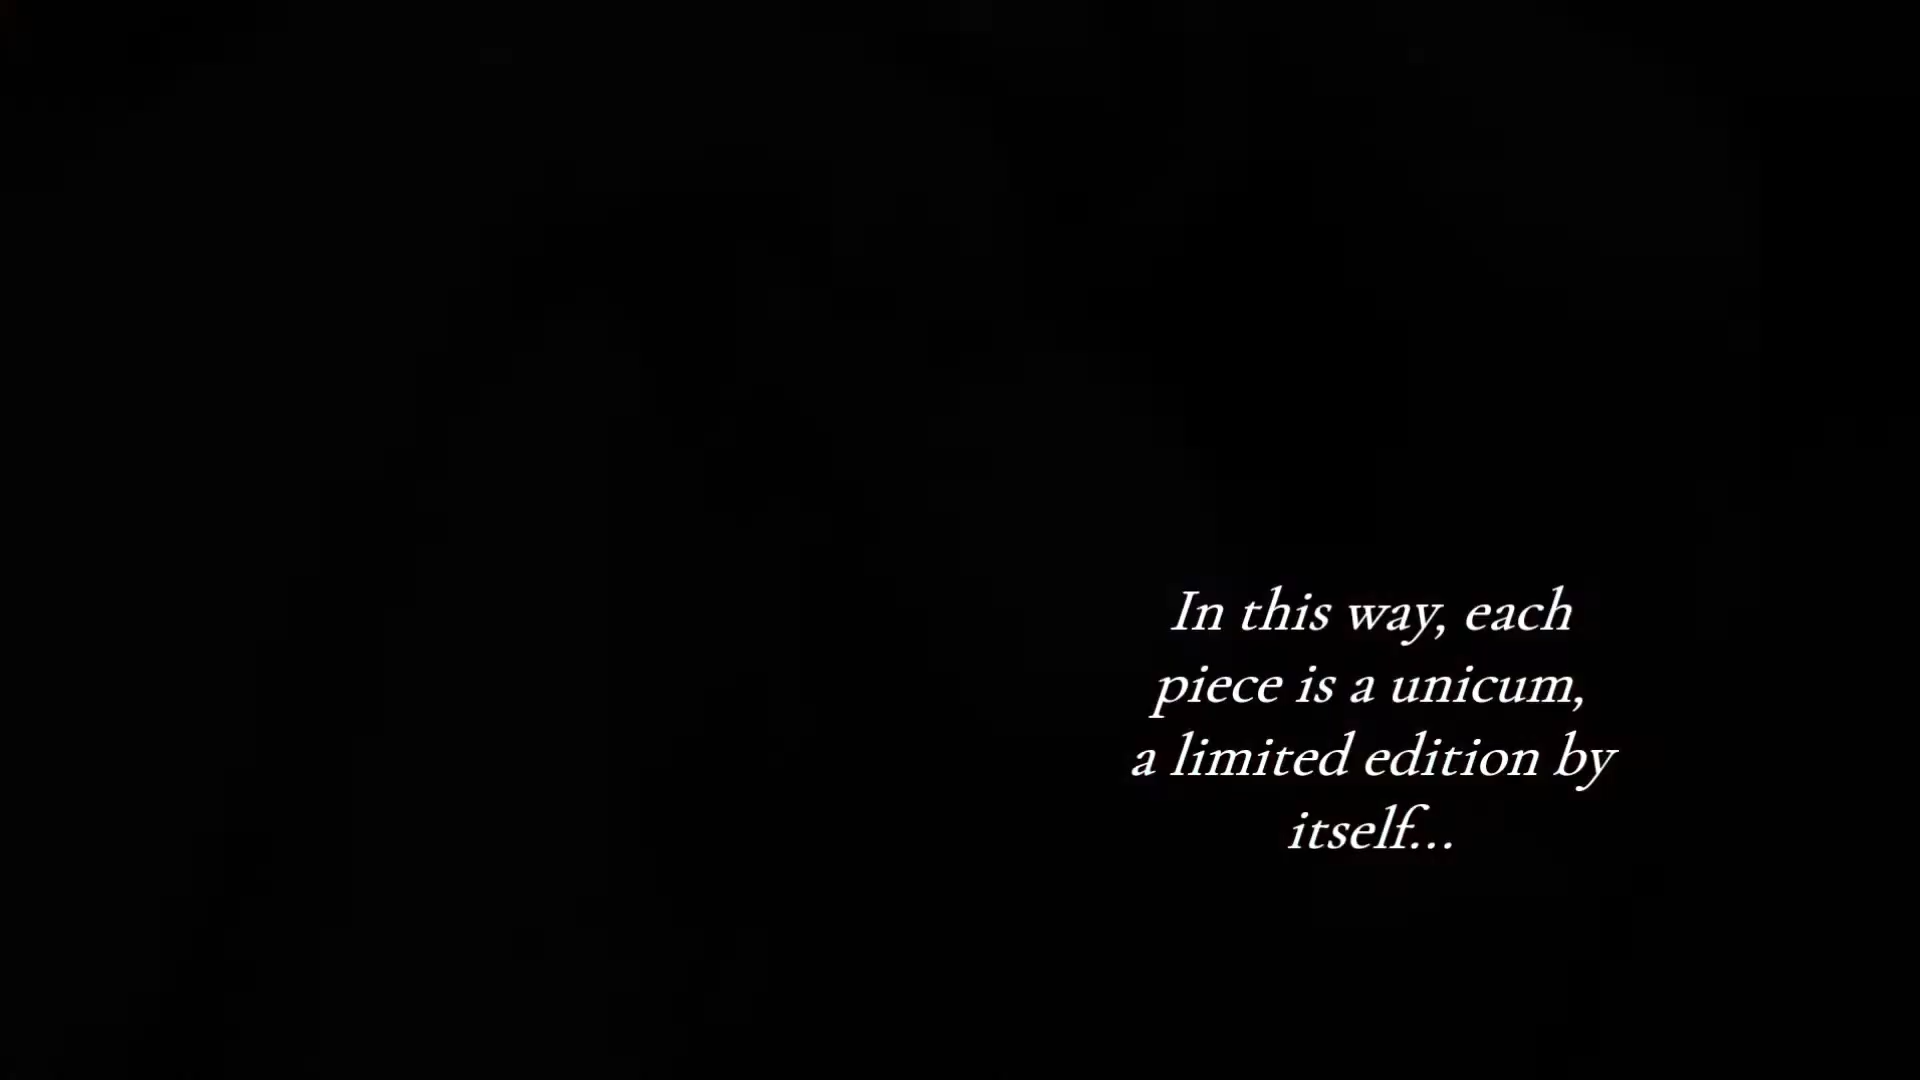 In this way, each
piece is a unicum,
a limited edition by
itself...